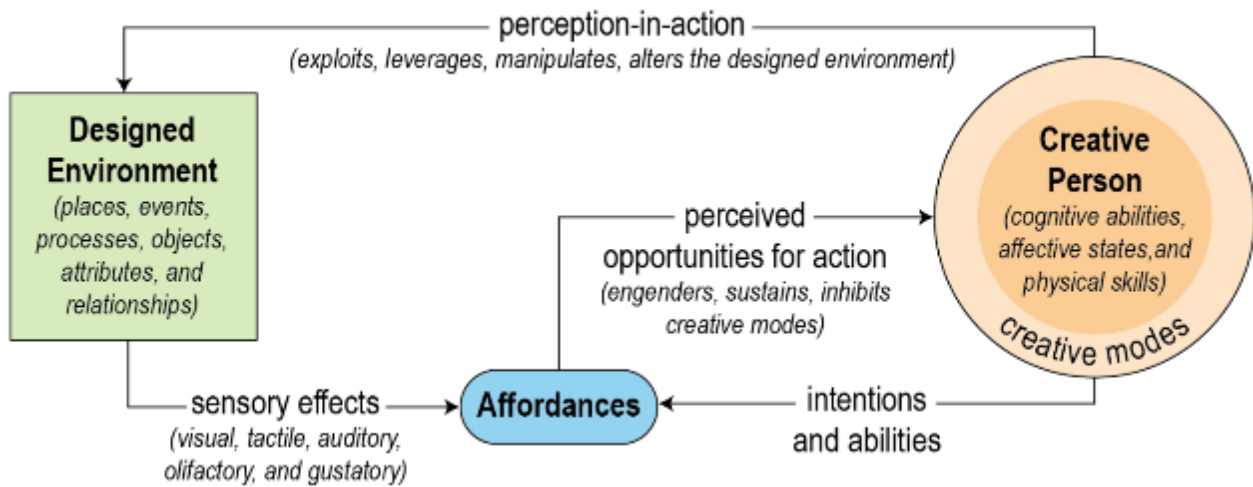 perception-in-action
(exploits, leverages, manipulates, alters the designed environment)
Designed
Environment
(places, events,
processes, objects,
attributes, and
relationships)
Creative
Person
(cognitive abilities,
affective states,and
physical skills)
creative modes
perceived
opportunities for action
(engenders, sustains, inhibits
creative modes)
sensory effects
(visual, tactile, auditory,
olfactory, and gustatory)
Affordances
intentions
and abilities